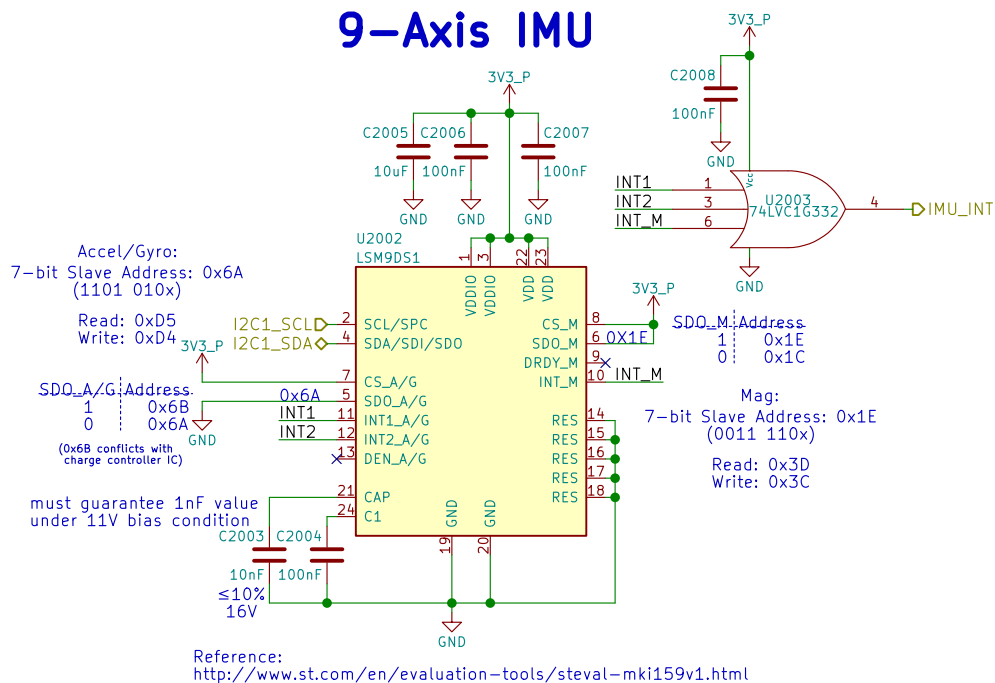 9-Axis IMU
3V3_P
C2008
100nF
GND
3V3_P
C2005
10uF
GND
C2006
100nF
GND
C2007
100nF
GND
INT1
1
INT2
3
INT_M
6
Vcc
U2003
74LVC1G332
4
IMU_INT
GND
Accel/Gyro:
7-bit Slave Address: 0x6A
(1101 010x)
Read: 0xD5
Write: 0xD4
U2002
LSM9DS1
1
3
22
23
VDDIO
VDDIO
VDD
VDD
I2C1_SCL
2
SCL/SPC
I2C1_SDA
4
SDA/SDI/SDO
3V3_P
7
CS_A/G
0x6A
5
SDO_A/G
GND
INT1
11
INT1_A/G
INT2
12
INT2_A/G
13
DEN_A/G
21
CAP
24
C1
CS_M
8
SDO_M
6
0X1E
DRDY_M
9
INT_M
10
INT_M
RES
14
RES
15
RES
16
RES
17
RES
18
GND
19
GND
20
3V3_P
SDO_M Address
1 0x1E
0 0x1C
Mag:
7-bit Slave Address: 0x1E
(0011 110x)
Read: 0x3D
Write: 0x3C
SDO_A/G Address
1 0x6B
0 0x6A
(0x6B conflicts with
charge controller IC)
must guarantee 1nF value
under 11V bias condition
C2003
10nF
≤10%
16V
C2004
100nF
GND
Reference:
http://www.st.com/en/evaluation-tools/steval-mki159v1.html